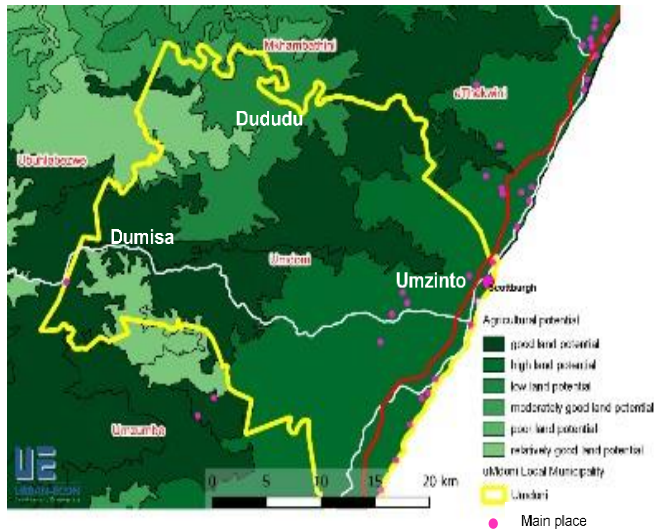 Mkhambathini
eThekwini
Dududu
Ubuhlebezwe
Dumisa
Umdoni
Umzinto
Scottburgh
Agricultural potential
good land potential
high land potential
low land potential
moderately good land potential
poor land potential
relatively good land potential
uMdoni Local Municipality
Umdoni
Main place
Umzumbe
UE
URBAN-ECON
0 5 10 15 20 km